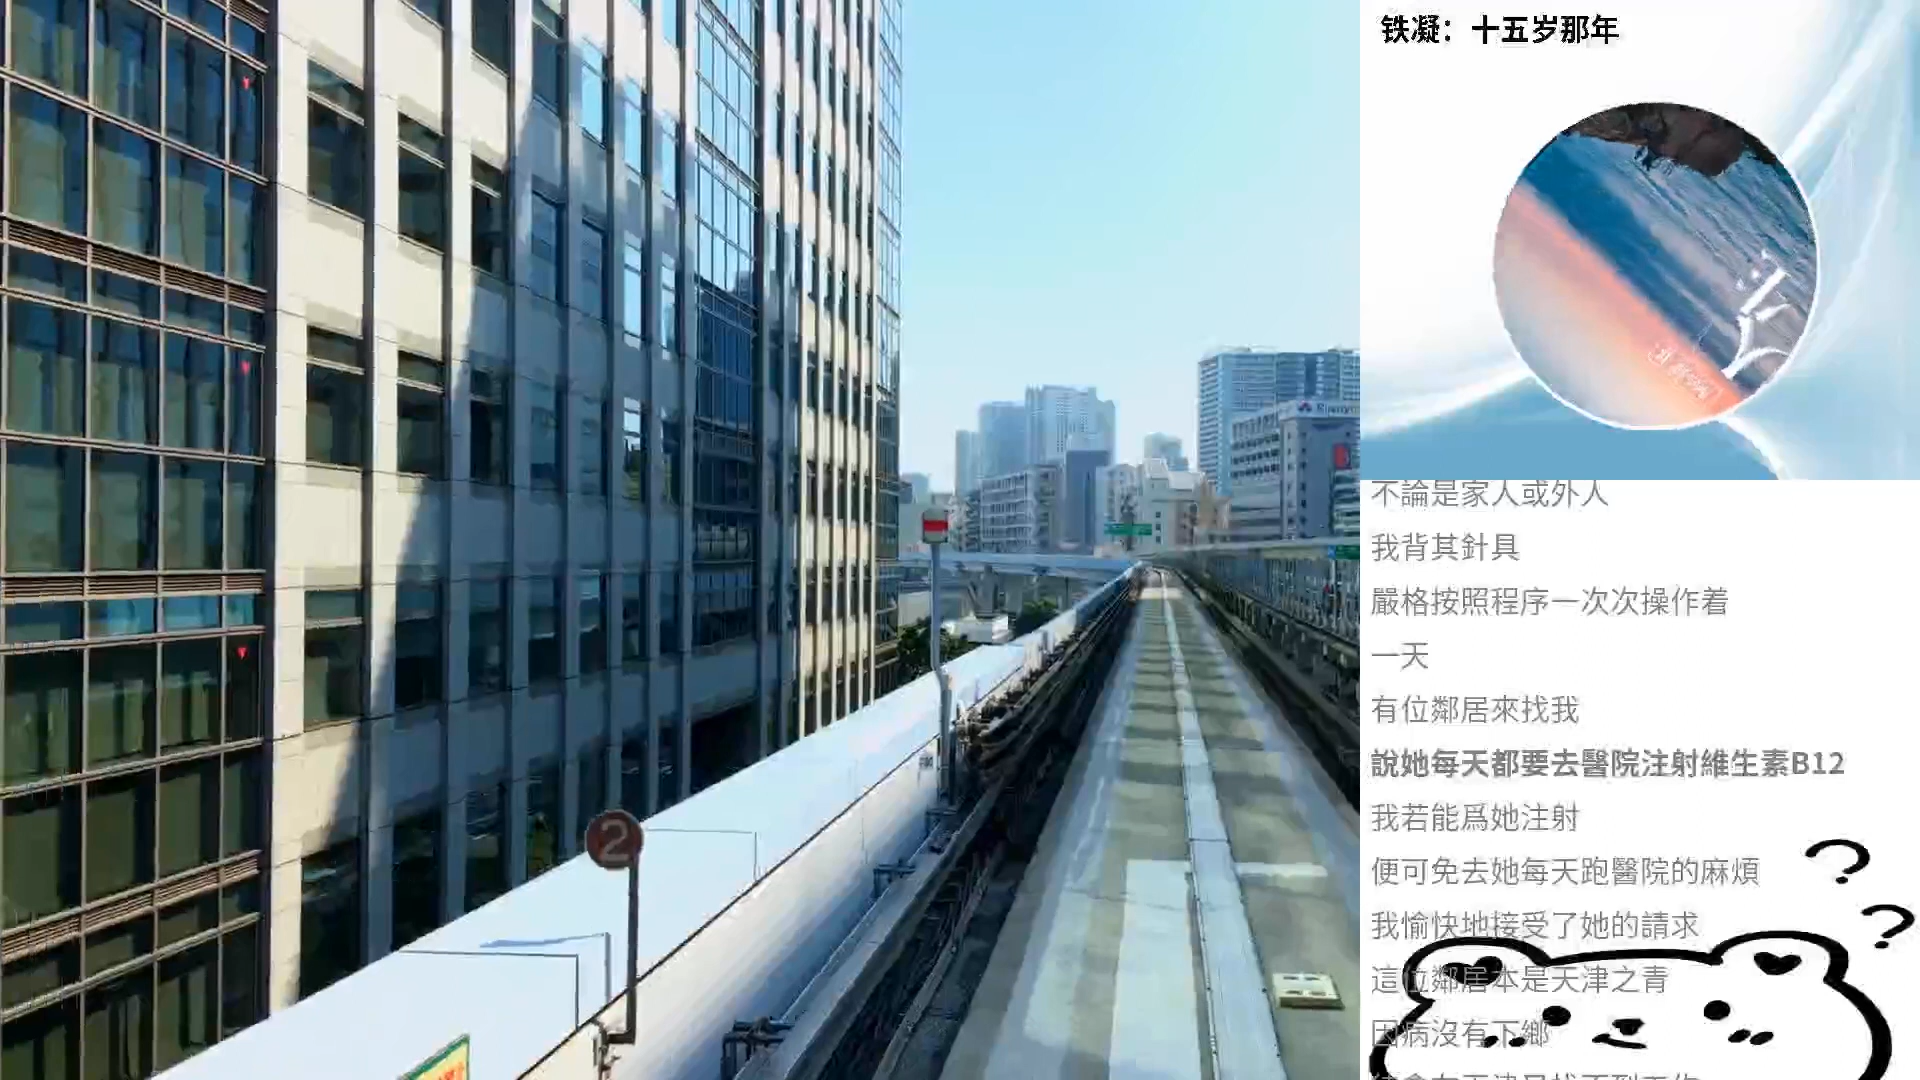 铁凝：十五岁那年
不論是家人或外人
我背其針具
嚴格按照程序一次次操作着
一天
有位鄰居來找我
說她每天都要去醫院注射維生素B12
我若能爲她注射
便可免去她每天跑醫院的麻煩
我愉快地接受了她的請求
這位鄰居本是天津之青
因病沒有下鄉
2